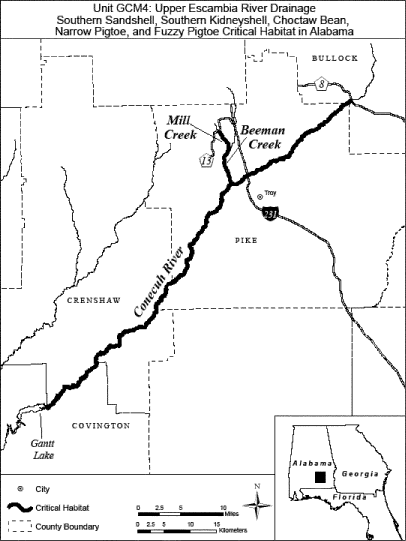 Unit GCM4: Upper Escambia River Drainage
Southern Sandshell, Southern Kidneyshell, Choctaw Bean,
Narrow Pigtoe, and Fuzzy Pigtoe Critical Habitat in Alabama
BULLOCK
8
Mill
Creek
Beeman
Creek
13
Troy
231
PIKE
Conecuh River
CRENSHAW
COVINGTON
Gantt
Lake
Alabama
Georgia
Florida
City
Critical Habitat
County Boundary
N
0 2.5 5 10
Miles
0 2.5 5 10 15
Kilometers